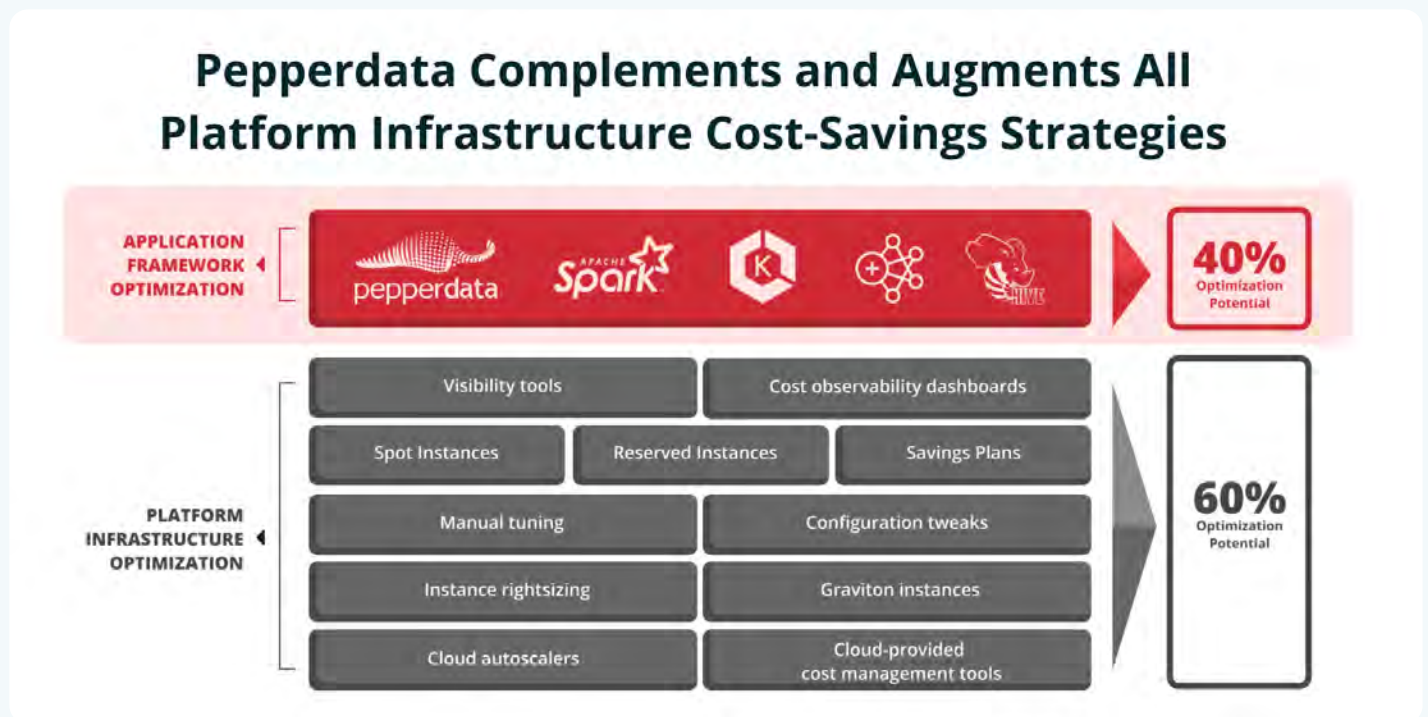 Pepperdata Complements and Augments All
Platform Infrastructure Cost-Savings Strategies
APPLICATION
FRAMEWORK
OPTIMIZATION
pepperdata
APACHE
Spark
K
HIVE
40%
Optimization
Potential
PLATFORM
INFRASTRUCTURE
OPTIMIZATION
Visibility tools
Cost observability dashboards
Spot Instances
Reserved Instances
Savings Plans
Manual tuning
Configuration tweaks
Instance rightsizing
Graviton instances
Cloud autoscalers
Cloud-provided
cost management tools
60%
Optimization
Potential